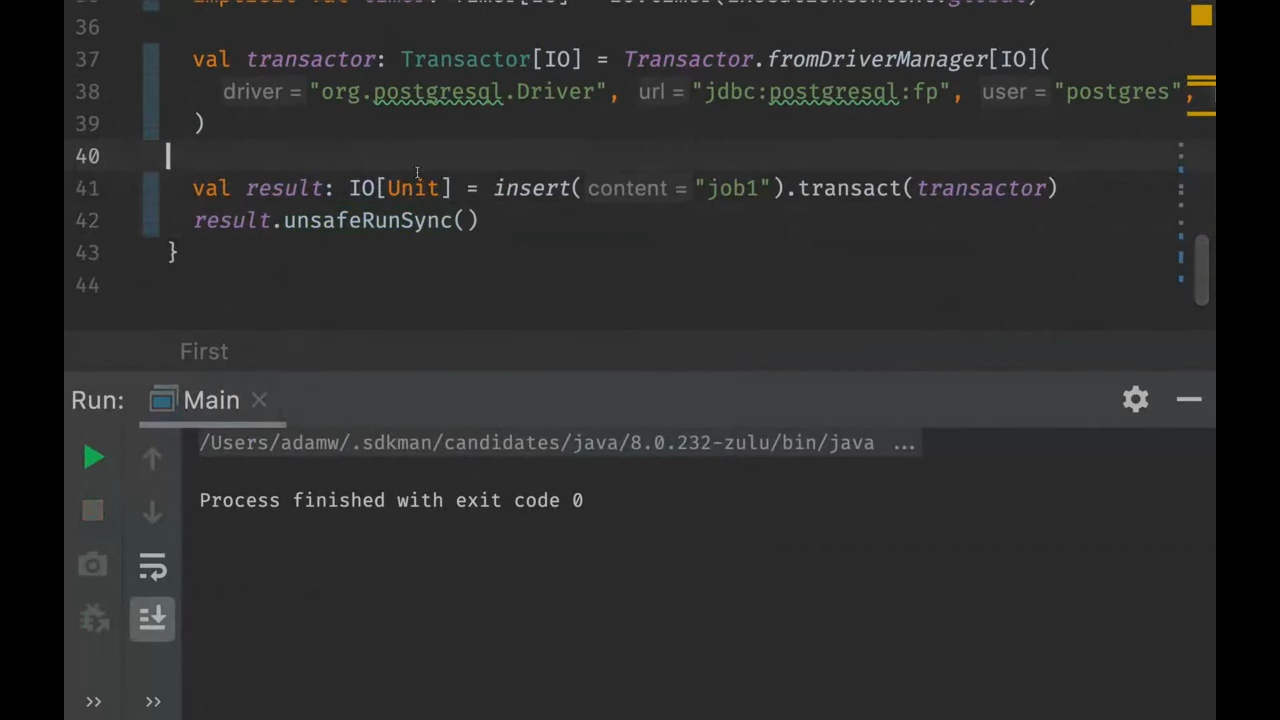 36
37 val transactor: Transactor[IO] = Transactor.fromDriverManager[IO](
38 driver = "org.postgresql.Driver", url = "jdbc:postgresql:fp", user = "postgres",
39 )
40
41 val result: IO[Unit] = insert( content = "job1").transact(transactor)
42 result.unsafeRunSync()
43 }
44
First
Run: Main
/Users/adamw/.sdkman/candidates/java/8.0.232-zulu/bin/java ...
Process finished with exit code 0